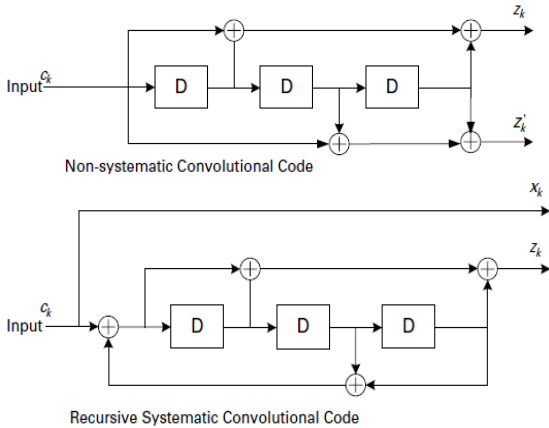 z_k
c_k
Input
D D D
z'_k
Non-systematic Convolutional Code
x_k
z_k
c_k
Input
D D D
Recursive Systematic Convolutional Code